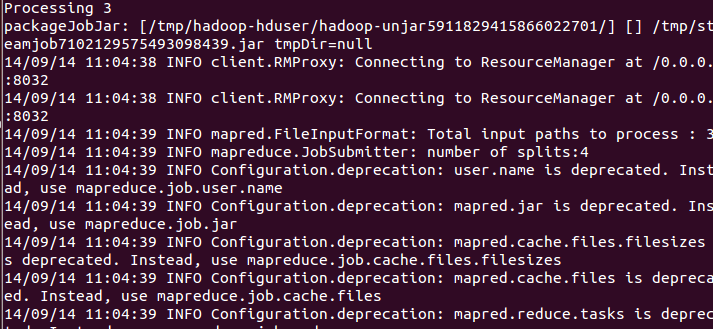 Processing 3
packageJobJar: [/tmp/hadoop-hduser/hadoop-unjar5911829415866022701/] [] /tmp/st
eamjob7102129575493098439.jar tmpDir=null
14/09/14 11:04:38 INFO client.RMProxy: Connecting to ResourceManager at /0.0.0.
:8032
14/09/14 11:04:38 INFO client.RMProxy: Connecting to ResourceManager at /0.0.0.
:8032
14/09/14 11:04:39 INFO mapred.FileInputFormat: Total input paths to process : 3
14/09/14 11:04:39 INFO mapreduce.JobSubmitter: number of splits:4
14/09/14 11:04:39 INFO Configuration.deprecation: user.name is deprecated. Inst
ad, use mapreduce.job.user.name
14/09/14 11:04:39 INFO Configuration.deprecation: mapred.jar is deprecated. Ins
ead, use mapreduce.job.jar
14/09/14 11:04:39 INFO Configuration.deprecation: mapred.cache.files.filesizes
s deprecated. Instead, use mapreduce.job.cache.files.filesizes
14/09/14 11:04:39 INFO Configuration.deprecation: mapred.cache.files is depreca
ed. Instead, use mapreduce.job.cache.files
14/09/14 11:04:39 INFO Configuration.deprecation: mapred.reduce.tasks is deprec